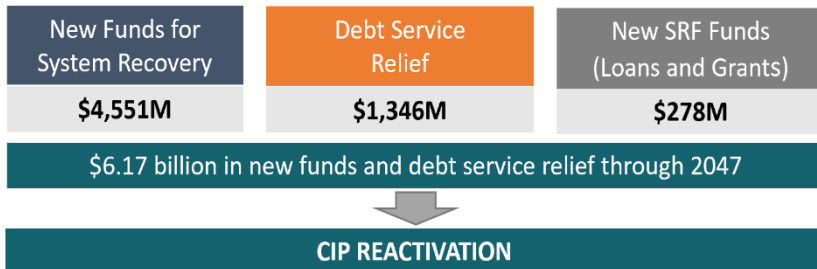 New Funds for
System Recovery
$4,551M
Debt Service
Relief
$1,346M
New SRF Funds
(Loans and Grants)
$278M
$6.17 billion in new funds and debt service relief through 2047
CIP REACTIVATION